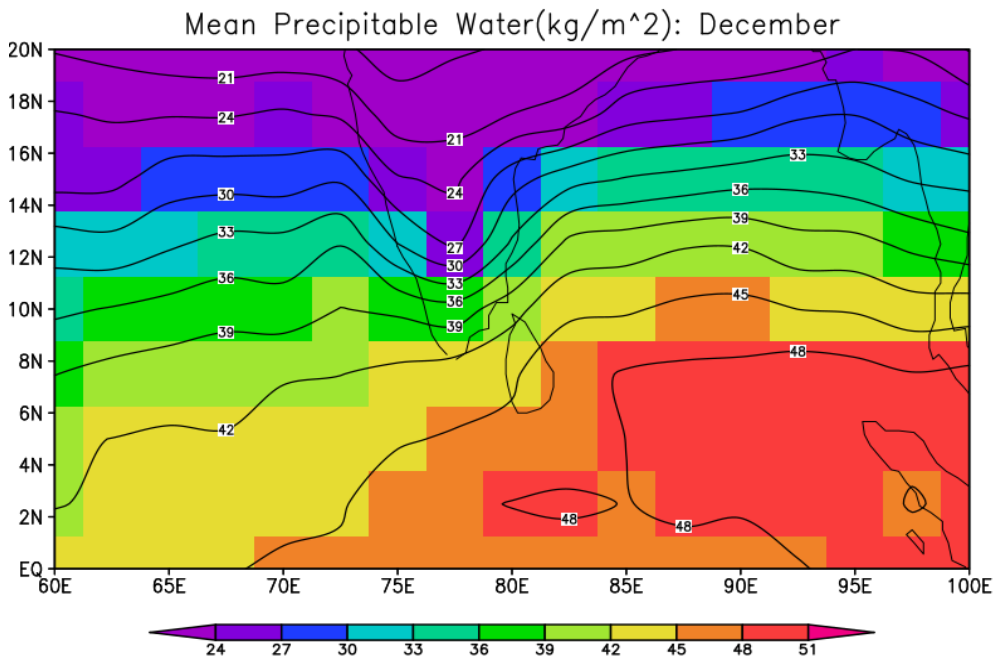 Mean Precipitable Water(kg/m^2): December
20N
18N
16N
14N
12N
10N
8N
6N
4N
2N
EQ
21
24
21
24
30
33
27
30
33
33
36
36
36
39
39
39
42
42
45
48
48
48
60E 65E 70E 75E 80E 85E 90E 95E 100E
24 27 30 33 36 39 42 45 48 51